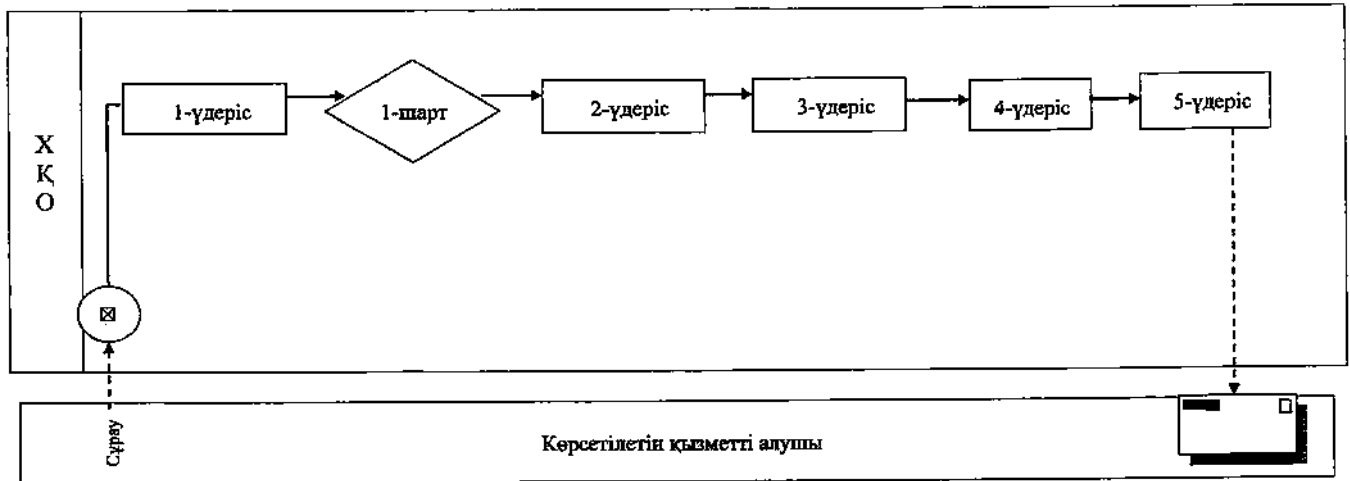 1-үдеріс
1-шарт
2-үдеріс
3-үдеріс
4-үдеріс
5-үдеріс
Х
Қ
О
Сұрау
Көрсетілетін қызметті алушы